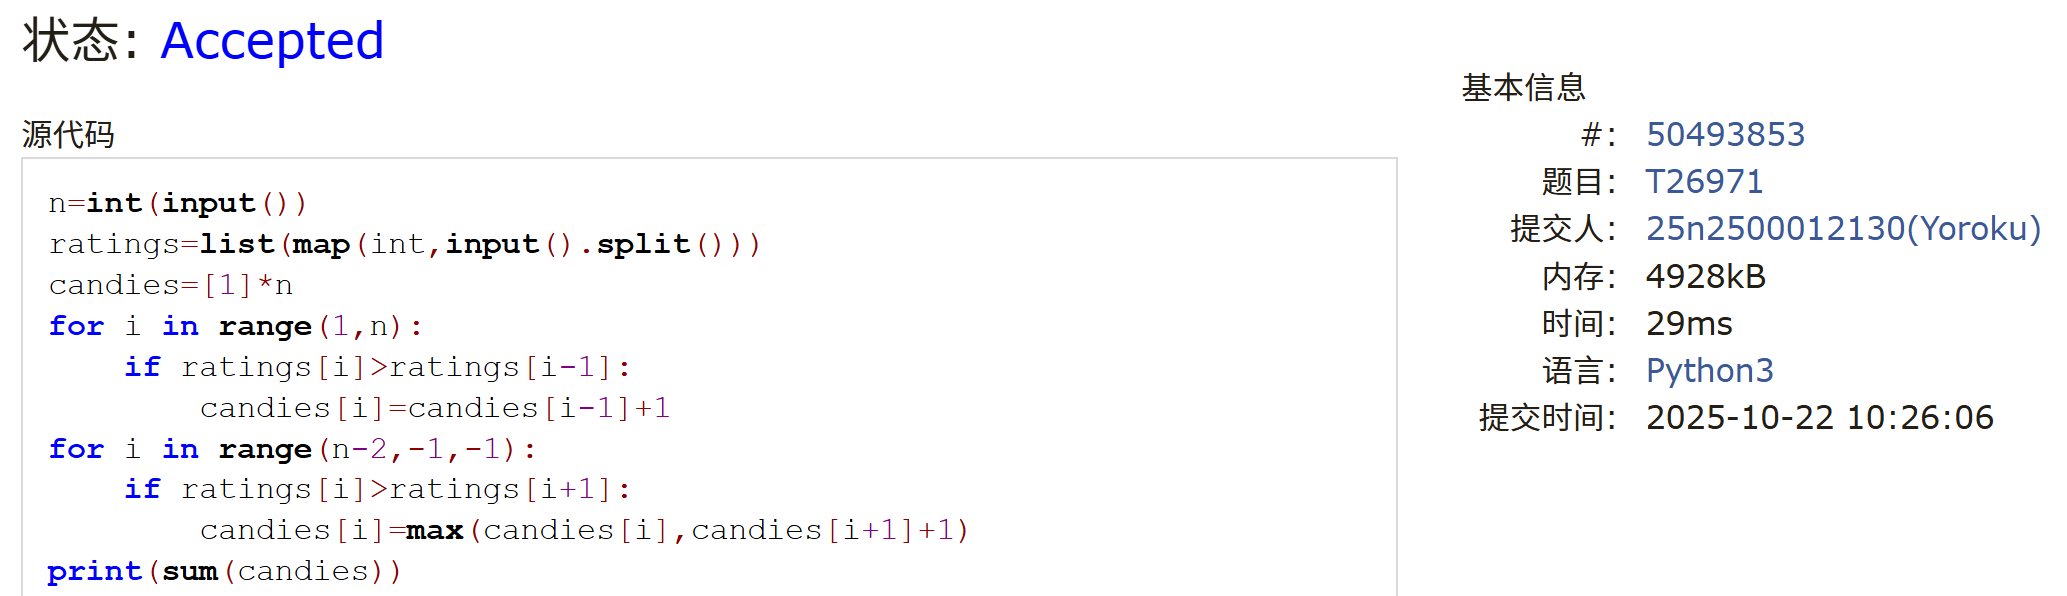 状态: Accepted
源代码
n=int(input())
ratings=list(map(int,input().split()))
candies=[1]*n
for i in range(1,n):
    if ratings[i]>ratings[i-1]:
        candies[i]=candies[i-1]+1
for i in range(n-2,-1,-1):
    if ratings[i]>ratings[i+1]:
        candies[i]=max(candies[i],candies[i+1]+1)
print(sum(candies))
基本信息
#: 50493853
题目: T26971
提交人: 25n2500012130(Yoroku)
内存: 4928kB
时间: 29ms
语言: Python3
提交时间: 2025-10-22 10:26:06